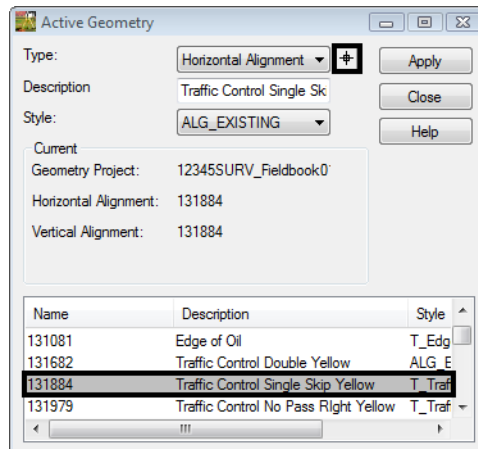 Active Geometry
Type:
Horizontal Alignment
Apply
Description
Traffic Control Single Sk
Close
Style:
ALG_EXISTING
Help
Current
Geometry Project: 12345SURV_Fieldbook0
Horizontal Alignment: 131884
Vertical Alignment: 131884
Name Description Style
131081 Edge of Oil T_Edg
131682 Traffic Control Double Yellow ALG_E
131884 Traffic Control Single Skip Yellow T_Traf
131979 Traffic Control No Pass RIght Yellow T_Traf